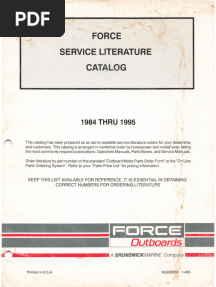 PDF
FORCE
SERVICE LITERATURE
CATALOG
1984 THRU 1995
This catalog has been prepared as an aid to expedite service literature orders for your dealership
and customers. This catalog is arranged in numerical order by horsepower and model year, listing
the most commonly required publications: Operators Manuals, Parts Books, and Service Manuals.
Order literature by part number on the standard "Outboard Motor Parts Order Form" or the "On-Line
Parts Ordering System". Refer to your "Parts Price List" for pricing information.
KEEP THIS LIST AVAILABLE FOR REFERENCE. IT IS ESSENTIAL IN OBTAINING
CORRECT NUMBERS FOR ORDERING LITERATURE
FORCE
Outboards
A BRUNSWICK MARINE Company
Printed in U.S.A.